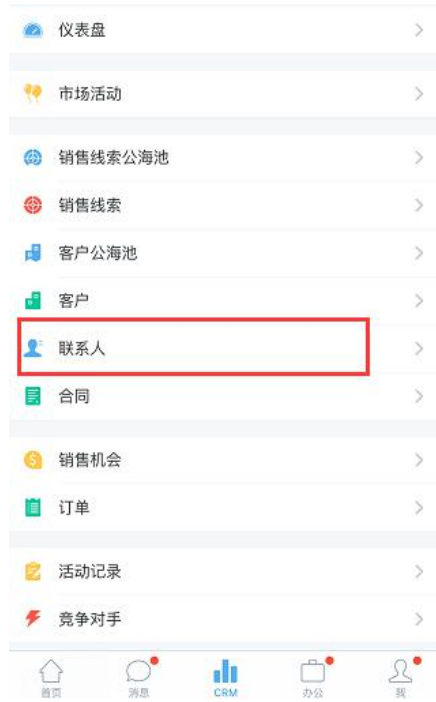 仪表盘
市场活动
销售线索公海池
销售线索
客户公海池
客户
联系人
合同
销售机会
订单
活动记录
竞争对手
首页 消息 CRM 办公 我